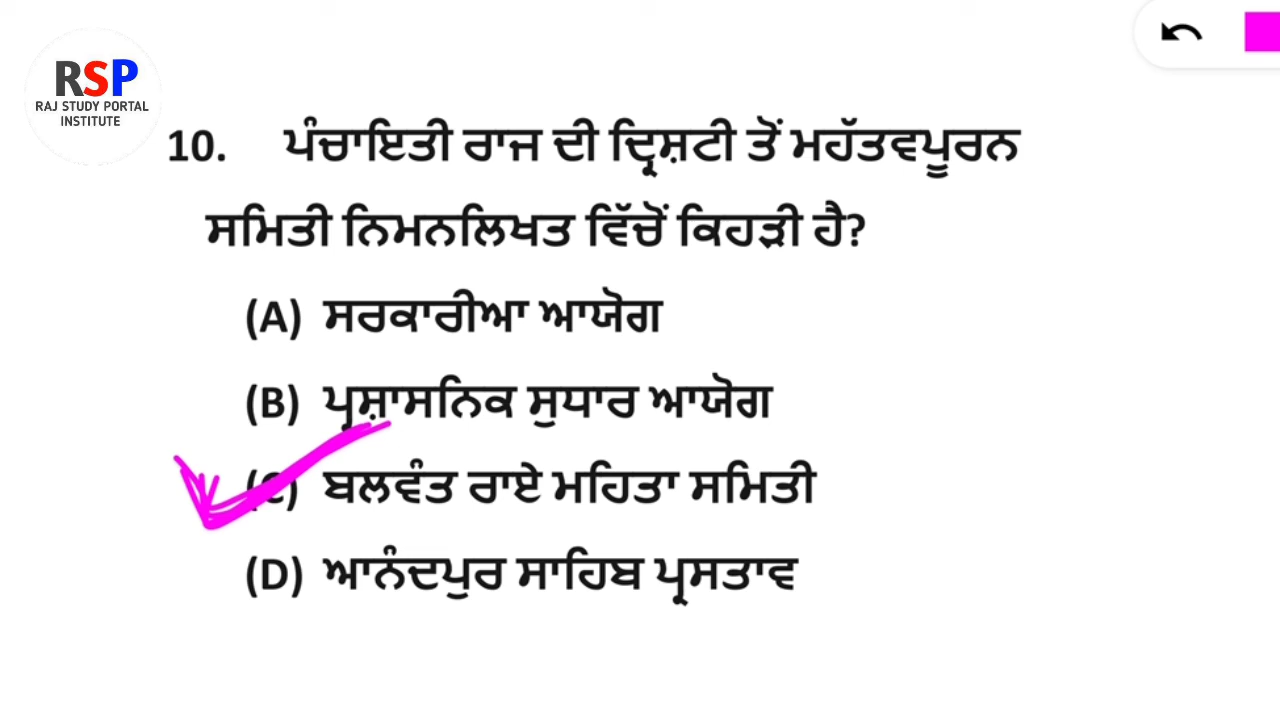 RSP
RAJ STUDY PORTAL
INSTITUTE
10. ਪੰਚਾਇਤੀ ਰਾਜ ਦੀ ਦ੍ਰਿਸ਼ਟੀ ਤੋਂ ਮਹੱਤਵਪੂਰਨ
ਸਮਿਤੀ ਨਿਮਨਲਿਖਤ ਵਿੱਚੋਂ ਕਿਹੜੀ ਹੈ?
(A) ਸਰਕਾਰੀਆ ਆਯੋਗ
(B) ਪ੍ਰਸ਼ਾਸਨਿਕ ਸੁਧਾਰ ਆਯੋਗ
(C) ਬਲਵੰਤ ਰਾਏ ਮਹਿਤਾ ਸਮਿਤੀ
(D) ਆਨੰਦਪੁਰ ਸਾਹਿਬ ਪ੍ਰਸਤਾਵ